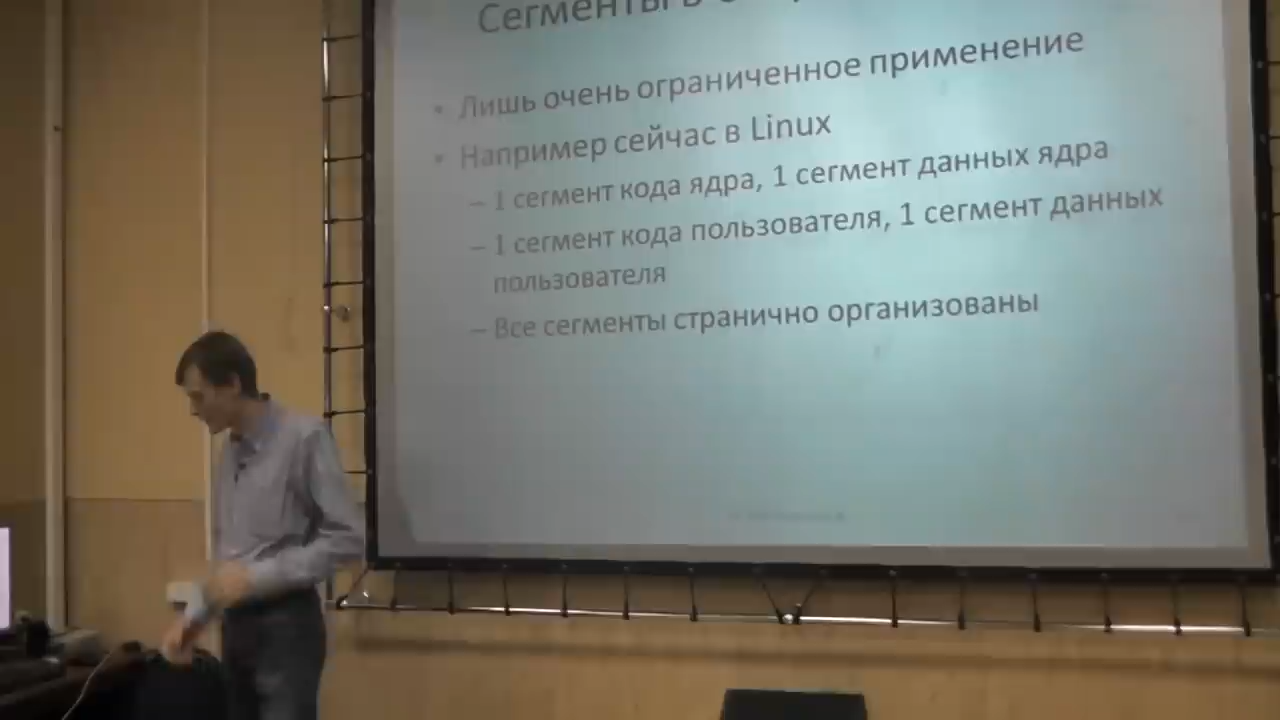 Сегменты в
• Лишь очень ограниченное применение
• Например сейчас в Linux
– 1 сегмент кода ядра, 1 сегмент данных ядра
– 1 сегмент кода пользователя, 1 сегмент данных
пользователя
– Все сегменты странично организованы